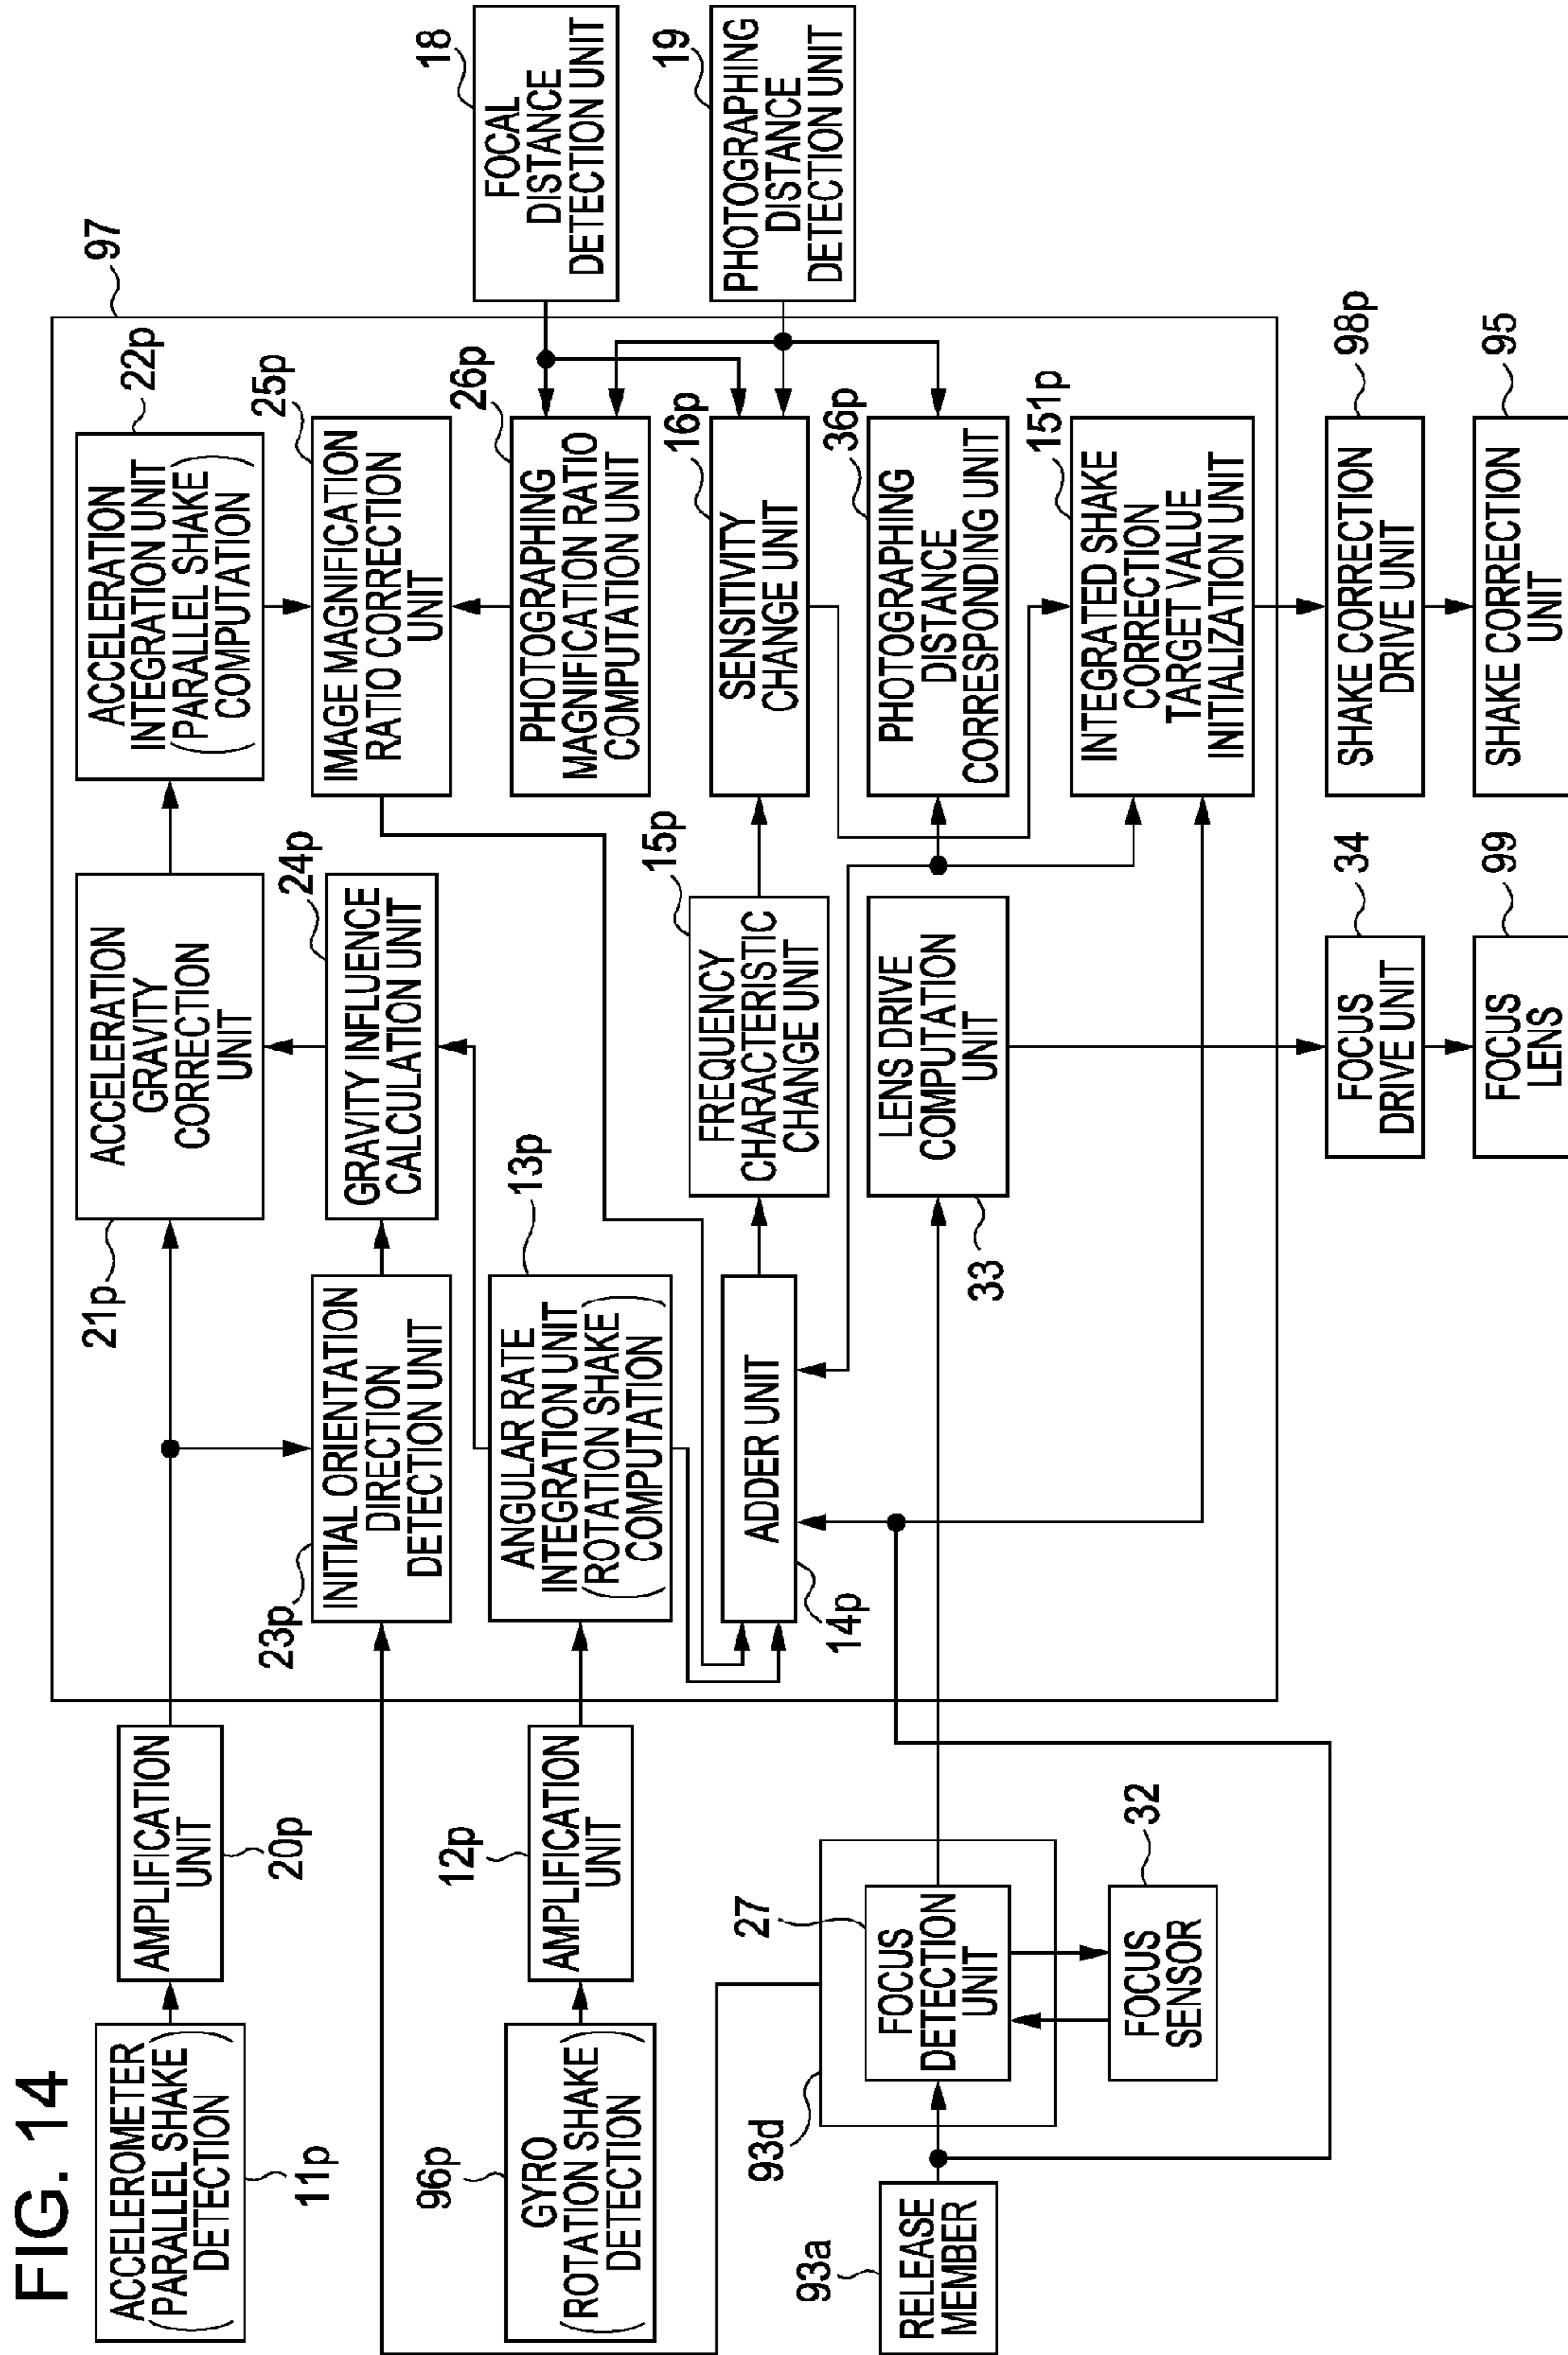 FIG. 14
ACCELEROMETER
(PARALLEL SHAKE
DETECTION)
11p
AMPLIFICATION
UNIT
20p
21p
ACCELERATION
GRAVITY
CORRECTION
UNIT
ACCELERATION
INTEGRATION UNIT
(PARALLEL SHAKE
COMPUTATION)
22p
97
23p
INITIAL ORIENTATION
DIRECTION
DETECTION UNIT
GRAVITY INFLUENCE
CALCULATION UNIT
24p
IMAGE MAGNIFICATION
RATIO CORRECTION
UNIT
25p
96p
GYRO
(ROTATION SHAKE
DETECTION)
12p
AMPLIFICATION
UNIT
ANGULAR RATE
INTEGRATION UNIT
(ROTATION SHAKE
COMPUTATION)
13p
PHOTOGRAPHING
MAGNIFICATION RATIO
COMPUTATION UNIT
26p
18
FOCAL
DISTANCE
DETECTION UNIT
ADDER UNIT
14p
FREQUENCY
CHARACTERISTIC
CHANGE UNIT
15p
SENSITIVITY
CHANGE UNIT
16p
19
PHOTOGRAPHING
DISTANCE
DETECTION UNIT
93a
RELEASE
MEMBER
93d
27
FOCUS
DETECTION
UNIT
FOCUS
SENSOR
32
LENS DRIVE
COMPUTATION
UNIT
33
PHOTOGRAPHING
DISTANCE
CORRESPONDING UNIT
36p
INTEGRATED SHAKE
CORRECTION
TARGET VALUE
INITIALIZATION UNIT
151p
FOCUS
DRIVE UNIT
34
SHAKE CORRECTION
DRIVE UNIT
98p
FOCUS
LENS
99
SHAKE CORRECTION
UNIT
95